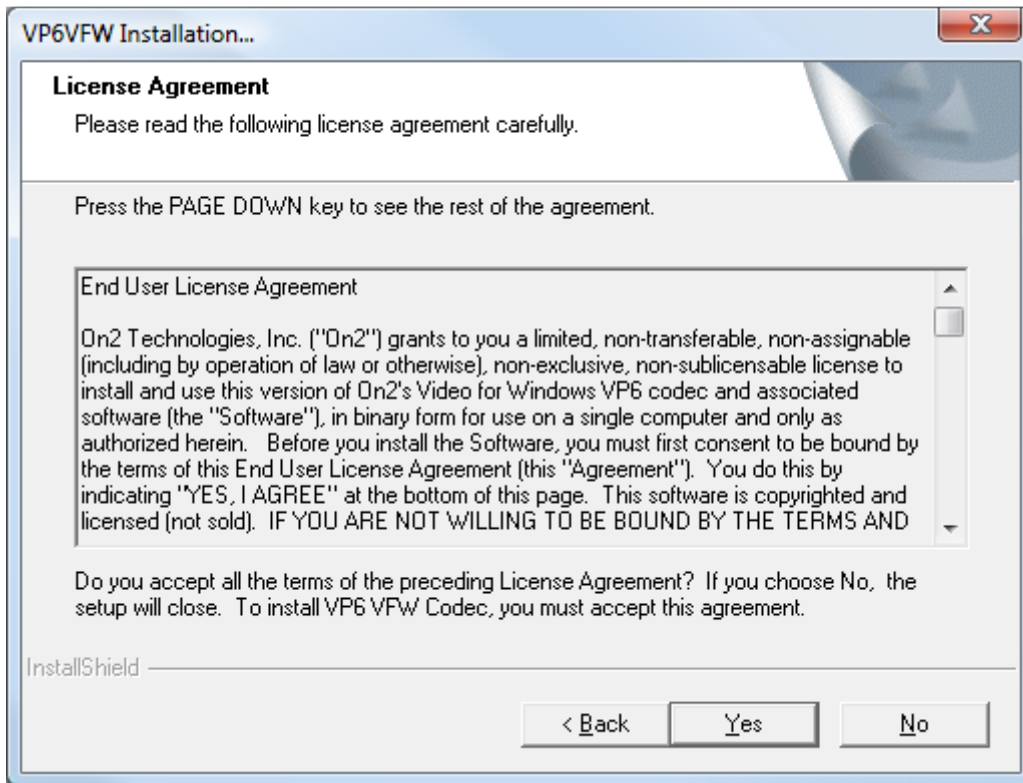 VP6VFW Installation...
License Agreement
Please read the following license agreement carefully.
Press the PAGE DOWN key to see the rest of the agreement.
End User License Agreement
On2 Technologies, Inc. ("On2") grants to you a limited, non-transferable, non-assignable
(including by operation of law or otherwise), non-exclusive, non-sublicensable license to
install and use this version of On2's Video for Windows VP6 codec and associated
software (the "Software"), in binary form for use on a single computer and only as
authorized herein.   Before you install the Software, you must first consent to be bound by
the terms of this End User License Agreement (this "Agreement").  You do this by
indicating "YES, I AGREE" at the bottom of this page.  This software is copyrighted and
licensed (not sold).  IF YOU ARE NOT WILLING TO BE BOUND BY THE TERMS AND
Do you accept all the terms of the preceding License Agreement?  If you choose No,  the
setup will close.  To install VP6 VFW Codec, you must accept this agreement.
InstallShield
< Back
Yes
No